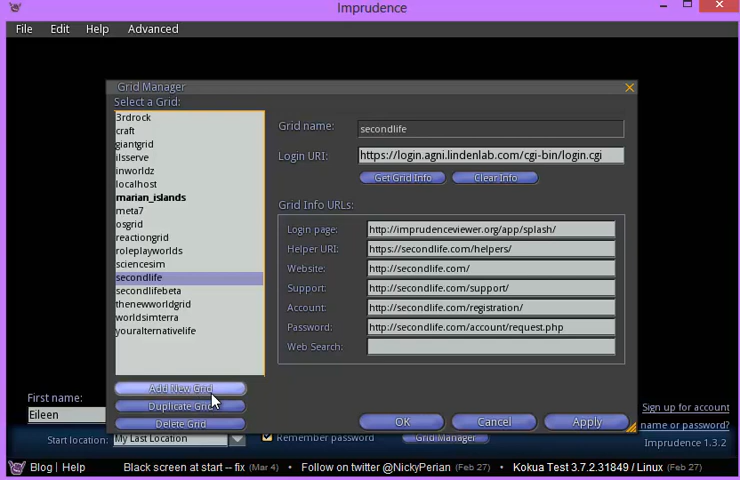 Imprudence
File Edit Help Advanced
Grid Manager
Select a Grid:
3rdrock
craft
giantgrid
ilsserve
inworldz
localhost
marian_islands
meta7
osgrid
reactiongrid
roleplayworlds
sciencesim
secondlife
secondlifebeta
thenewworldgrid
worldsimterra
youralternativelife
Add New Grid
Duplicate Grid
Delete Grid
Grid name: secondlife
Login URI: https://login.agni.lindenlab.com/cgi-bin/login.cgi
Get Grid Info Clear Info
Grid Info URLs:
Login page: http://imprudenceviewer.org/app/splash/
Helper URI: https://secondlife.com/helpers/
Website: http://secondlife.com/
Support: http://secondlife.com/support/
Account: http://secondlife.com/registration/
Password: http://secondlife.com/account/request.php
Web Search:
OK Cancel Apply
First name:
Eileen
Start location: My Last Location Remember password Grid Manager
Sign up for account
name or password?
Imprudence 1.3.2
Blog | Help Black screen at start -- fix (Mar 4) • Follow on twitter @NickyPerian (Feb 27) • Kokua Test 3.7.2.31849 / Linux (Feb 27)